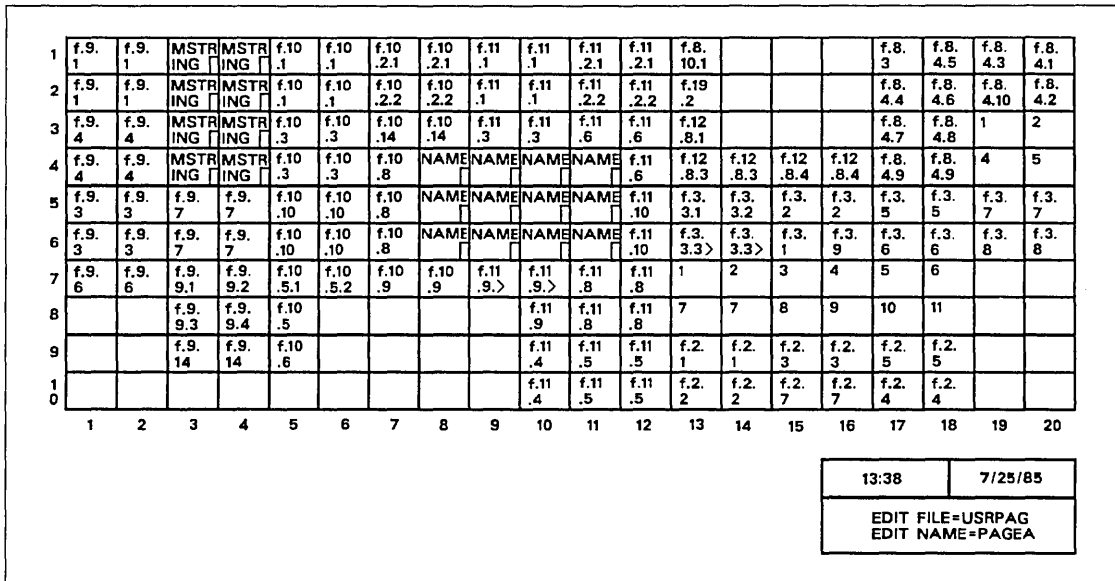 1 f.9. f.9. MSTR MSTR f.10 f.10 f.10 f.10 f.11 f.11 f.11 f.11 f.8. f.8. f.8. f.8. f.8.
1 1 ING ING .1 .1 .2.1 .2.1 .1 .1 .2.1 .2.1 10.1 3 4.5 4.3 4.1
2 f.9. f.9. MSTR MSTR f.10 f.10 f.10 f.10 f.11 f.11 f.11 f.11 f.19 f.8. f.8. f.8. f.8.
1 1 ING ING .1 .1 .2.2 .2.2 .1 .1 .2.2 .2.2 .2 4.4 4.6 4.10 4.2
3 f.9. f.9. MSTR MSTR f.10 f.10 f.10 f.10 f.11 f.11 f.11 f.11 f.12 f.8. f.8. 1 2
4 4 ING ING .3 .3 .14 .14 .3 .3 .6 .6 .8.1 4.7 4.8
4 f.9. f.9. MSTR MSTR f.10 f.10 f.10 NAME NAME NAME NAME f.11 f.12 f.12 f.12 f.12 f.8. f.8. 4 5
4 4 ING ING .3 .3 .8 .6 .8.3 .8.3 .8.4 .8.4 4.9 4.9
5 f.9. f.9. f.9. f.9. f.10 f.10 f.10 NAME NAME NAME NAME f.11 f.3. f.3. f.3. f.3. f.3. f.3. f.3. f.3.
3 3 7 7 .10 .10 .8 .10 3.1 3.2 2 2 5 5 7 7
6 f.9. f.9. f.9. f.9. f.10 f.10 f.10 NAME NAME NAME NAME f.11 f.3. f.3. f.3. f.3. f.3. f.3. f.3. f.3.
3 3 7 7 .10 .10 .8 .10 3.3> 3.3> 1 9 6 6 8 8
7 f.9. f.9. f.9. f.9. f.10 f.10 f.10 f.10 f.11 f.11 f.11 f.11 1 2 3 4 5 6
6 6 9.1 9.2 .5.1 .5.2 .9 .9 .9.> .9.> .8 .8
8 f.9. f.9. f.10 f.11 f.11 f.11 7 7 8 9 10 11
9.3 9.4 .5 .9 .8 .8
9 f.9. f.9. f.10 f.11 f.11 f.11 f.2. f.2. f.2. f.2. f.2. f.2.
14 14 .6 .4 .5 .5 1 1 3 3 5 5
1 f.11 f.11 f.11 f.2. f.2. f.2. f.2. f.2. f.2.
0 .4 .5 .5 2 2 7 7 4 4
1 2 3 4 5 6 7 8 9 10 11 12 13 14 15 16 17 18 19 20
13:38 7/25/85
EDIT FILE=USRPAG
EDIT NAME=PAGEA